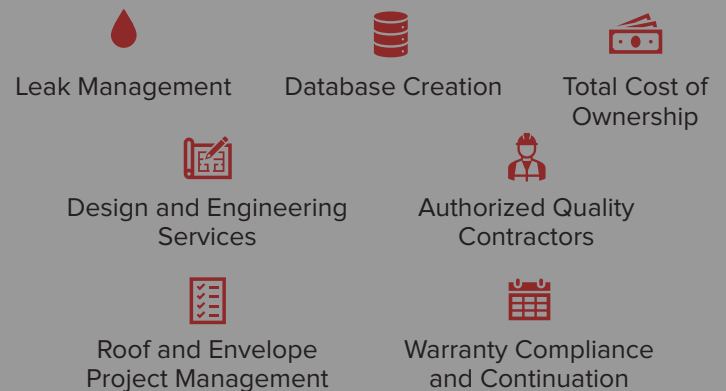 Leak Management
Database Creation
Total Cost of
Ownership
Design and Engineering
Services
Authorized Quality
Contractors
Roof and Envelope
Project Management
Warranty Compliance
and Continuation